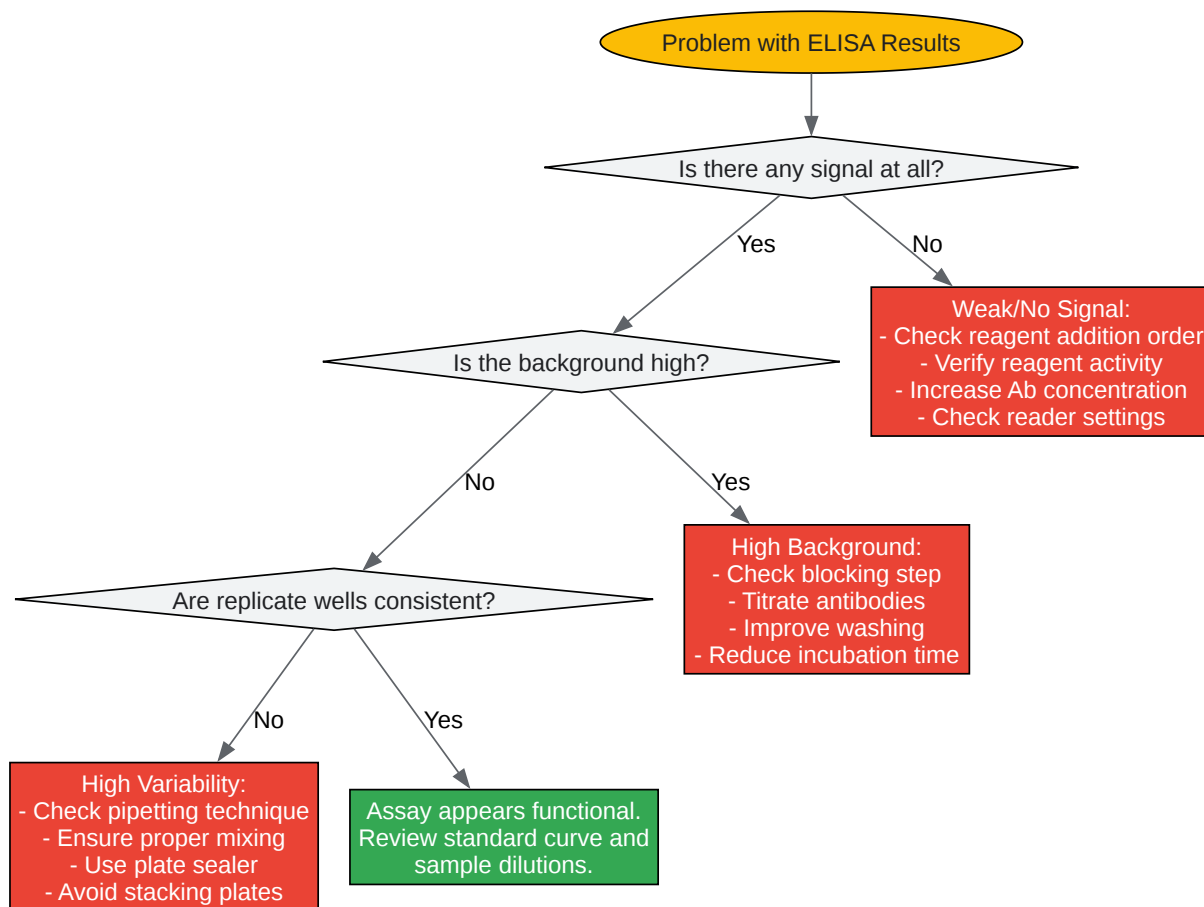 Problem with ELISA Results
Is there any signal at all?
Yes
No
Weak/No Signal:
- Check reagent addition order
- Verify reagent activity
- Increase Ab concentration
- Check reader settings
Is the background high?
No
Yes
High Background:
- Check blocking step
- Titrate antibodies
- Improve washing
- Reduce incubation time
Are replicate wells consistent?
No
Yes
High Variability:
- Check pipetting technique
- Ensure proper mixing
- Use plate sealer
- Avoid stacking plates
Assay appears functional.
Review standard curve and
sample dilutions.